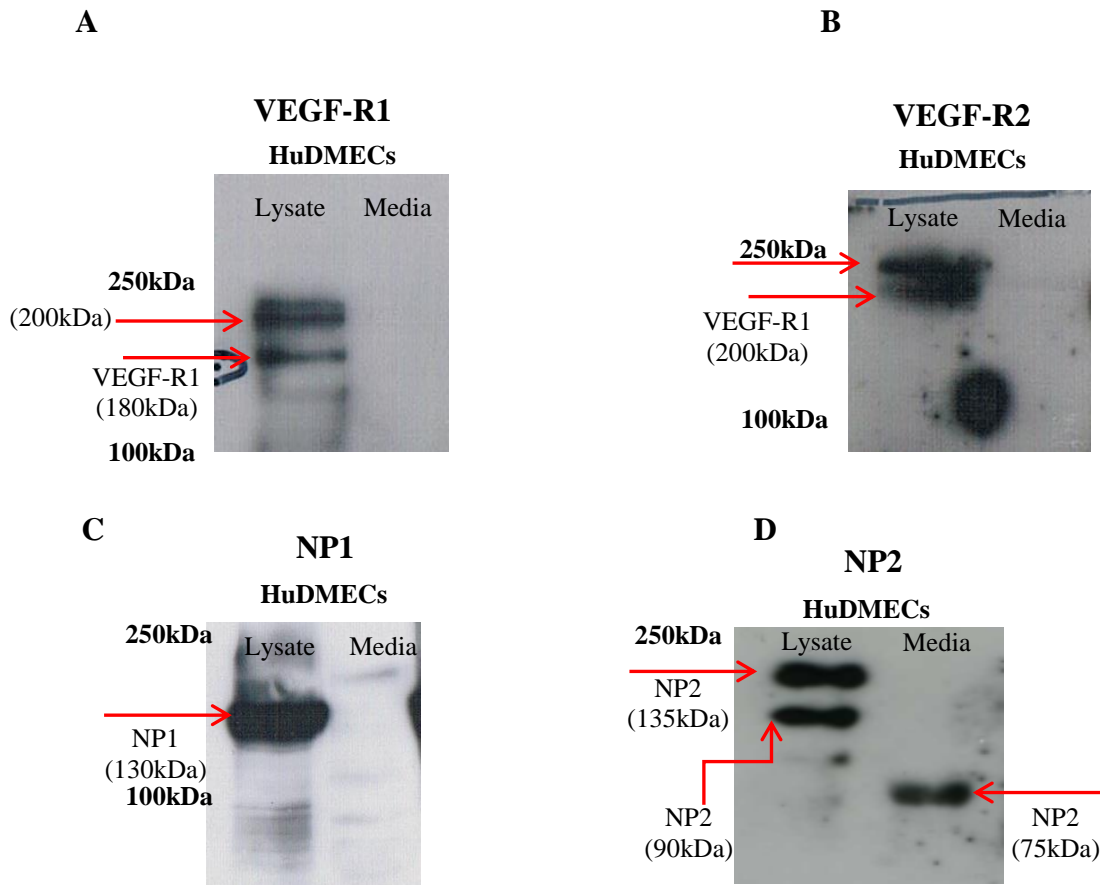 A
VEGF-R1
HuDMECs
Lysate Media
250kDa
(200kDa)
VEGF-R1
(180kDa)
100kDa
B
VEGF-R2
HuDMECs
Lysate Media
250kDa
VEGF-R1
(200kDa)
100kDa
C
NP1
HuDMECs
250kDa
Lysate Media
NP1
(130kDa)
100kDa
D
NP2
HuDMECs
250kDa
Lysate Media
NP2
(135kDa)
NP2
(90kDa)
NP2
(75kDa)